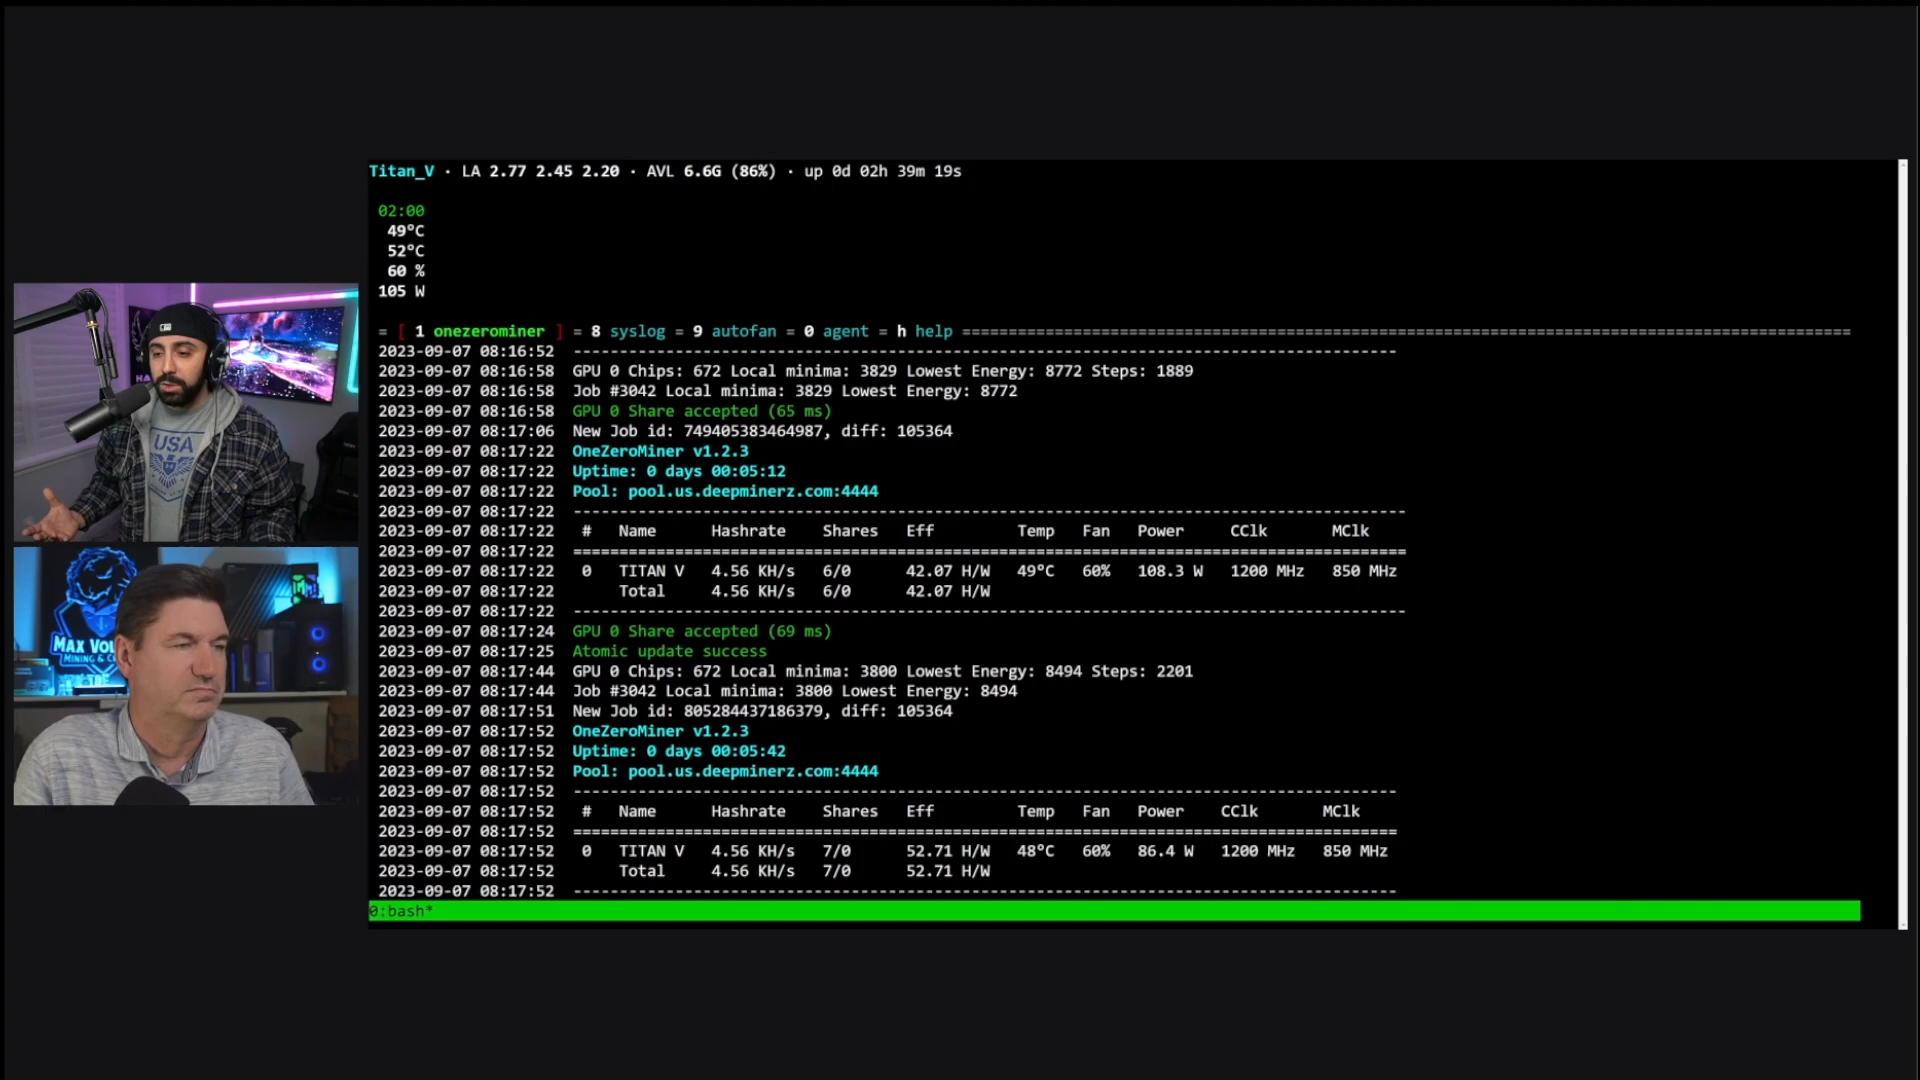 Titan_V · LA 2.77 2.45 2.20 · AVL 6.6G (86%) · up 0d 02h 39m 19s
02:00
49°C
52°C
60 %
105 W
= [ 1 onezerominer ] = 8 syslog = 9 autofan = 0 agent = h help ================================================================================================
2023-09-07 08:16:52 -----------------------------------------------------------------------------------------
2023-09-07 08:16:58 GPU 0 Chips: 672 Local minima: 3829 Lowest Energy: 8772 Steps: 1889
2023-09-07 08:16:58 Job #3042 Local minima: 3829 Lowest Energy: 8772
2023-09-07 08:16:58 GPU 0 Share accepted (65 ms)
2023-09-07 08:17:06 New Job id: 749405383464987, diff: 105364
2023-09-07 08:17:22 OneZeroMiner v1.2.3
2023-09-07 08:17:22 Uptime: 0 days 00:05:12
2023-09-07 08:17:22 Pool: pool.us.deepminerz.com:4444
2023-09-07 08:17:22 ------------------------------------------------------------------------------------------
2023-09-07 08:17:22 # Name Hashrate Shares Eff Temp Fan Power CClk MClk
2023-09-07 08:17:22 ==========================================================================================
2023-09-07 08:17:22 0 TITAN V 4.56 KH/s 6/0 42.07 H/W 49°C 60% 108.3 W 1200 MHz 850 MHz
2023-09-07 08:17:22 Total 4.56 KH/s 6/0 42.07 H/W
2023-09-07 08:17:22 ------------------------------------------------------------------------------------------
2023-09-07 08:17:24 GPU 0 Share accepted (69 ms)
2023-09-07 08:17:25 Atomic update success
2023-09-07 08:17:44 GPU 0 Chips: 672 Local minima: 3800 Lowest Energy: 8494 Steps: 2201
2023-09-07 08:17:44 Job #3042 Local minima: 3800 Lowest Energy: 8494
2023-09-07 08:17:51 New Job id: 805284437186379, diff: 105364
2023-09-07 08:17:52 OneZeroMiner v1.2.3
2023-09-07 08:17:52 Uptime: 0 days 00:05:42
2023-09-07 08:17:52 Pool: pool.us.deepminerz.com:4444
2023-09-07 08:17:52 -----------------------------------------------------------------------------------------
2023-09-07 08:17:52 # Name Hashrate Shares Eff Temp Fan Power CClk MClk
2023-09-07 08:17:52 =========================================================================================
2023-09-07 08:17:52 0 TITAN V 4.56 KH/s 7/0 52.71 H/W 48°C 60% 86.4 W 1200 MHz 850 MHz
2023-09-07 08:17:52 Total 4.56 KH/s 7/0 52.71 H/W
2023-09-07 08:17:52 -----------------------------------------------------------------------------------------
0:bash*
USA
MAX VOL
MINING & C